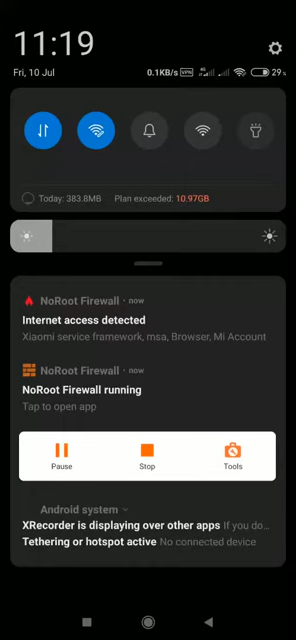 11:19
Fri, 10 Jul
0.1KB/s VPN 4G 29%
Today: 383.8MB Plan exceeded: 10.97GB
NoRoot Firewall • now
Internet access detected
Xiaomi service framework, msa, Browser, Mi Account
NoRoot Firewall • now
NoRoot Firewall running
Tap to open app
Pause Stop Tools
Android system
XRecorder is displaying over other apps If you do...
Tethering or hotspot active No connected device